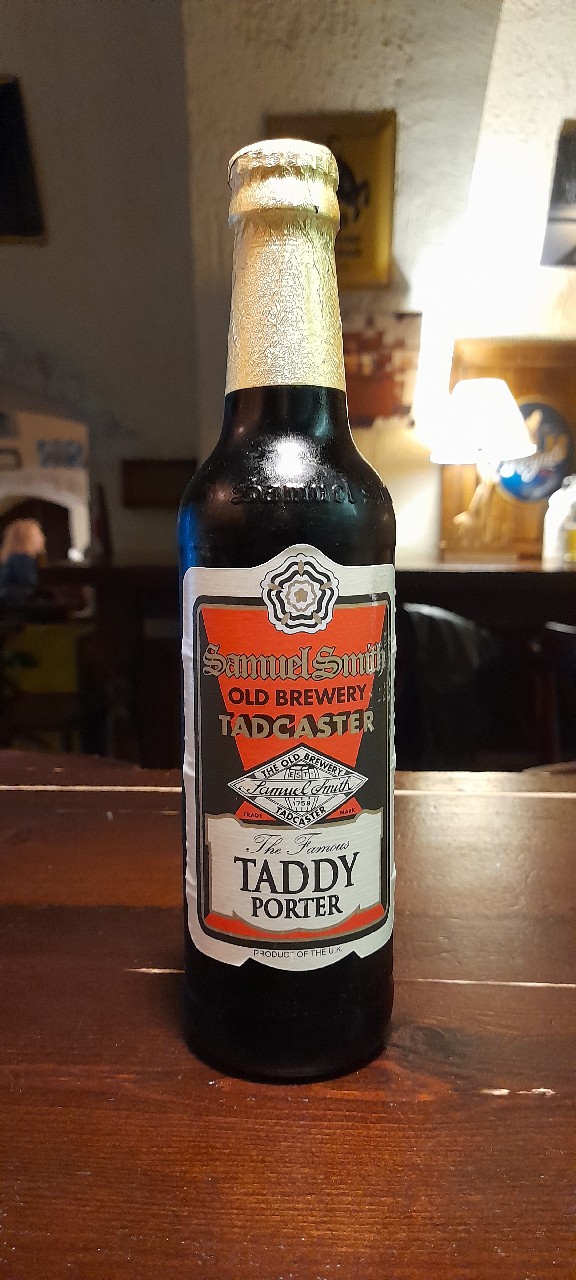 Samuel S
Samuel Smith
OLD BREWERY
TADCASTER
THE OLD BREWERY
EST
Samuel Smith
1758
TRADE MARK
TADCASTER
The Famous
TADDY
PORTER
PRODUCT OF THE U.K.